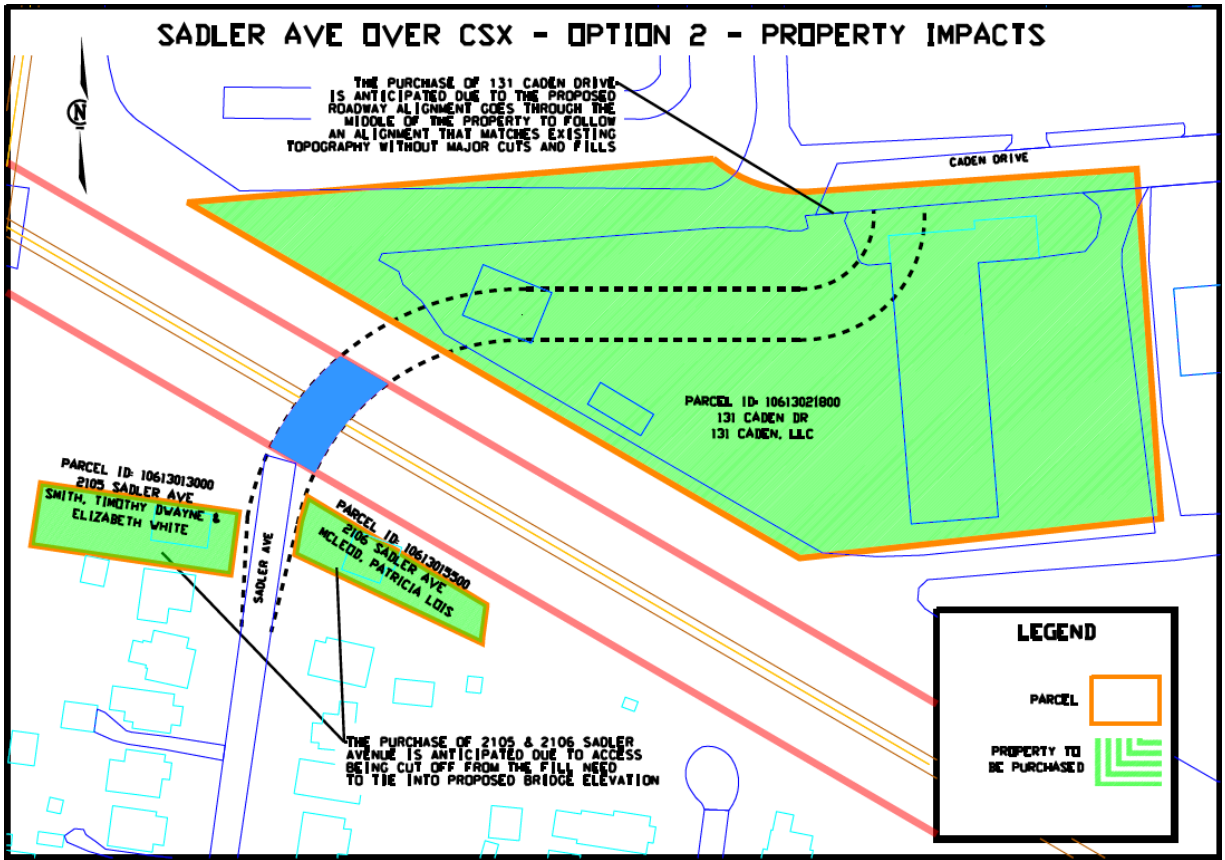 SADLER AVE OVER CSX - OPTION 2 - PROPERTY IMPACTS
N
THE PURCHASE OF 131 CADEN DRIVE
IS ANTICIPATED DUE TO THE PROPOSED
ROADWAY ALIGNMENT GOES THROUGH THE
MIDDLE OF THE PROPERTY TO FOLLOW
AN ALIGNMENT THAT MATCHES EXISTING
TOPOGRAPHY WITHOUT MAJOR CUTS AND FILLS
CADEN DRIVE
PARCEL ID: 10613021800
131 CADEN DR
131 CADEN, LLC
PARCEL ID: 10613013000
2105 SADLER AVE
SMITH, TIMOTHY DWAYNE &
ELIZABETH WHITE
PARCEL ID: 10613015500
2106 SADLER AVE
MCLEOD, PATRICIA LOIS
SADLER AVE
THE PURCHASE OF 2105 & 2106 SADLER
AVENUE IS ANTICIPATED DUE TO ACCESS
BEING CUT OFF FROM THE FILL NEED
TO TIE INTO PROPOSED BRIDGE ELEVATION
LEGEND
PARCEL
PROPERTY TO
BE PURCHASED